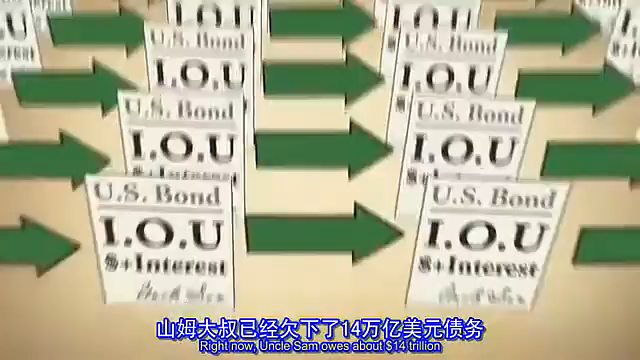 U.S. Bond
I.O.U
U.S. Bond
I.O.U
U.S. Bond
I.O.U
$+Interest
U.S. Bond
I.O.U
U.S. Bond
I.O.U
$+Interest
U.S. Bond
I.O.U
$+Interest
山姆大叔已经欠下了14万亿美元债务
Right now, Uncle Sam owes about $14 trillion